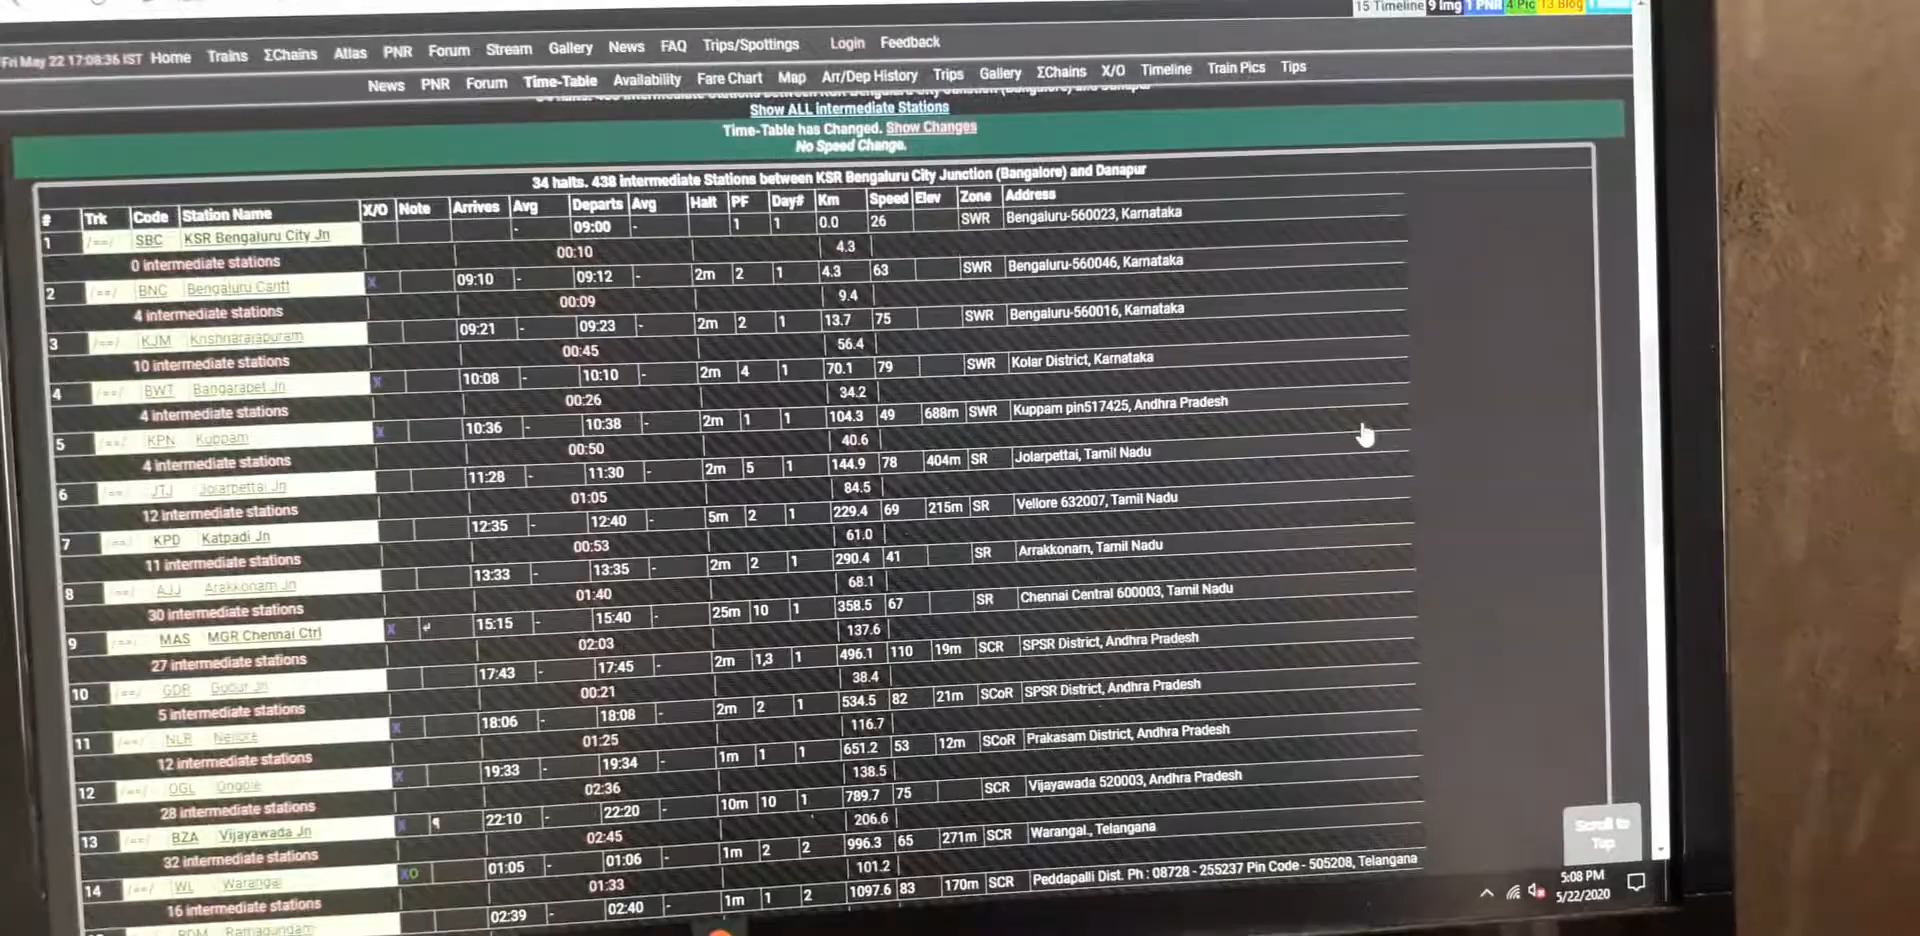 15 Timeline 9 Img 1 PNR 4 Pic 13 Blog
Fri May 22 17:08:36 IST Home Trains ΣChains Atlas PNR Forum Stream Gallery News FAQ Trips/Spottings Login Feedback
News PNR Forum Time-Table Availability Fare Chart Map Arr/Dep History Trips Gallery ΣChains X/O Timeline Train Pics Tips
Show ALL intermediate Stations
Time-Table has Changed. Show Changes
No Speed Change.
34 halts. 438 intermediate Stations between KSR Bengaluru City Junction (Bangalore) and Danapur
# Trk Code Station Name X/O Note Arrives Avg Departs Avg Halt PF Day# Km Speed Elev Zone Address
1 /==/ SBC KSR Bengaluru City Jn - 09:00 - 1 1 0.0 26 SWR Bengaluru-560023, Karnataka
0 intermediate stations 00:10 4.3
2 /==/ BNC Bengaluru Cantt X 09:10 - 09:12 - 2m 2 1 4.3 63 SWR Bengaluru-560046, Karnataka
4 intermediate stations 00:09 9.4
3 /==/ KJM Krishnarajapuram 09:21 - 09:23 - 2m 2 1 13.7 75 SWR Bengaluru-560016, Karnataka
10 intermediate stations 00:45 56.4
4 /==/ BWT Bangarapet Jn X 10:08 - 10:10 - 2m 4 1 70.1 79 SWR Kolar District, Karnataka
4 intermediate stations 00:26 34.2
5 /==/ KPN Kuppam X 10:36 - 10:38 - 2m 1 1 104.3 49 688m SWR Kuppam pin517425, Andhra Pradesh
4 intermediate stations 00:50 40.6
6 /==/ JTJ Jolarpettai Jn 11:28 - 11:30 - 2m 5 1 144.9 78 404m SR Jolarpettai, Tamil Nadu
12 intermediate stations 01:05 84.5
7 /==/ KPD Katpadi Jn 12:35 - 12:40 - 5m 2 1 229.4 69 215m SR Vellore 632007, Tamil Nadu
11 intermediate stations 00:53 61.0
8 /==/ AJJ Arakkonam Jn 13:33 - 13:35 - 2m 2 1 290.4 41 SR Arrakkonam, Tamil Nadu
30 intermediate stations 01:40 68.1
9 /==/ MAS MGR Chennai Ctrl X ↲ 15:15 - 15:40 - 25m 10 1 358.5 67 SR Chennai Central 600003, Tamil Nadu
27 intermediate stations 02:03 137.6
10 /==/ GDR Gudur Jn 17:43 - 17:45 - 2m 1,3 1 496.1 110 19m SCR SPSR District, Andhra Pradesh
5 intermediate stations 00:21 38.4
11 /==/ NLR Nellore X 18:06 - 18:08 - 2m 2 1 534.5 82 21m SCoR SPSR District, Andhra Pradesh
12 intermediate stations 01:25 116.7
12 /==/ OGL Ongole X 19:33 - 19:34 - 1m 1 1 651.2 53 12m SCoR Prakasam District, Andhra Pradesh
28 intermediate stations 02:36 138.5
13 /==/ BZA Vijayawada Jn X ¶ 22:10 - 22:20 - 10m 10 1 789.7 75 SCR Vijayawada 520003, Andhra Pradesh
32 intermediate stations 02:45 206.6
14 /==/ WL Warangal XO 01:05 - 01:06 - 1m 2 2 996.3 65 271m SCR Warangal., Telangana
16 intermediate stations 01:33 101.2
RDM Ramagundam 02:39 - 02:40 - 1m 1 2 1097.6 83 170m SCR Peddapalli Dist. Ph : 08728 - 255237 Pin Code - 505208, Telangana
Scroll to
Top
5:08 PM
5/22/2020